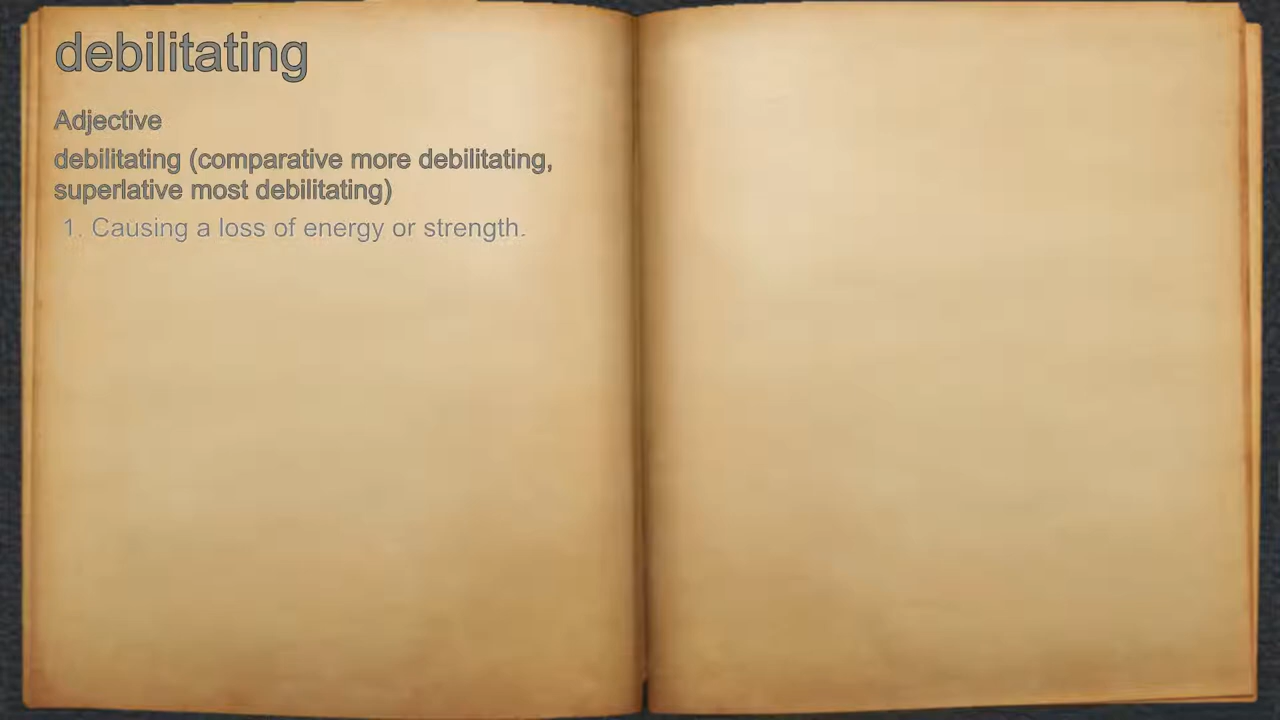 debilitating
Adjective
debilitating (comparative more debilitating,
superlative most debilitating)
1. Causing a loss of energy or strength.